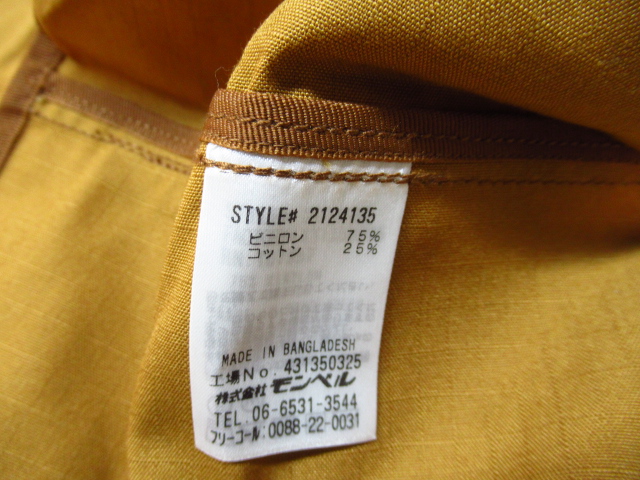 STYLE# 2124135
ビニロン 75%
コットン 25%
MADE IN BANGLADESH
工場No. 431350325
株式会社 モンベル
TEL. 06-6531-3544
フリーコール: 0088-22-0031